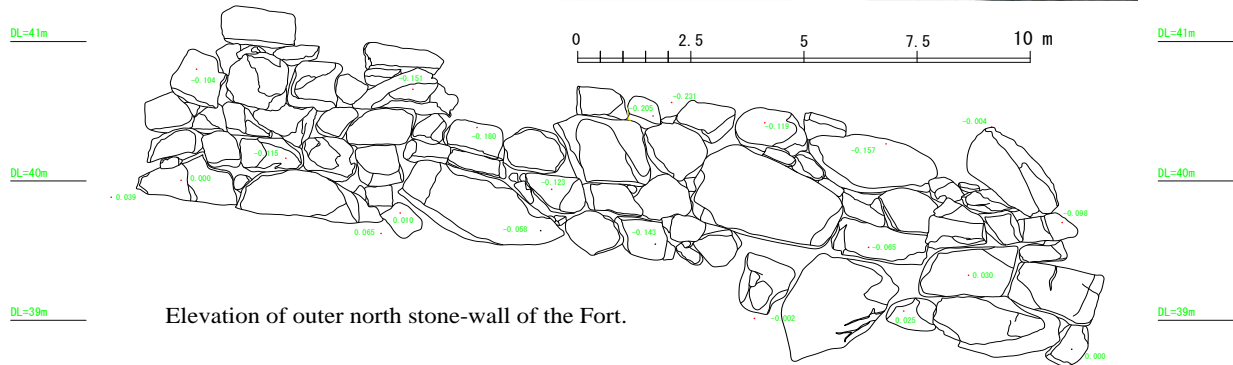 DL=41m
DL=41m
0 2.5 5 7.5 10 m
-0.104
-0.151
-0.231
-0.205
-0.119
-0.004
-0.180
-0.157
-0.115
DL=40m
DL=40m
0.000
-0.123
-0.039
0.010
-0.098
0.065
-0.058
-0.143
-0.065
0.030
DL=39m
Elevation of outer north stone-wall of the Fort.
-0.002
0.025
DL=39m
0.000